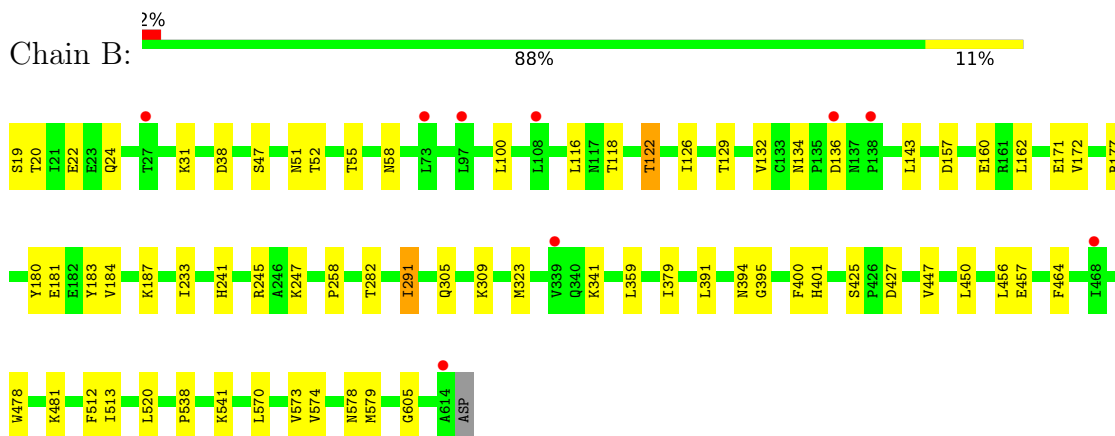 2%
Chain B:
88% 11%
S19 T20 I21 E22 E23 Q24 T27 K31 D38 S47 N51 T52 T55 N58 L73 L97 L100 L108 L116 N117 T118 T122 I126 T129 V132 C133 N134 P135 D136 N137 P138 L143 D157 E160 R161 L162 E171 V172
Y180 E181 E182 Y183 V184 K187 I233 H241 R245 A246 K247 P258 T282 I291 Q305 K309 M323 V339 Q340 K341 L359 I379 L391 N394 G395 F400 H401 S425 P426 D427 V447 L450 L456 E457 F464 I468
W478 K481 F512 I513 L520 P538 K541 L570 V573 V574 N578 M579 G605 A614 ASP